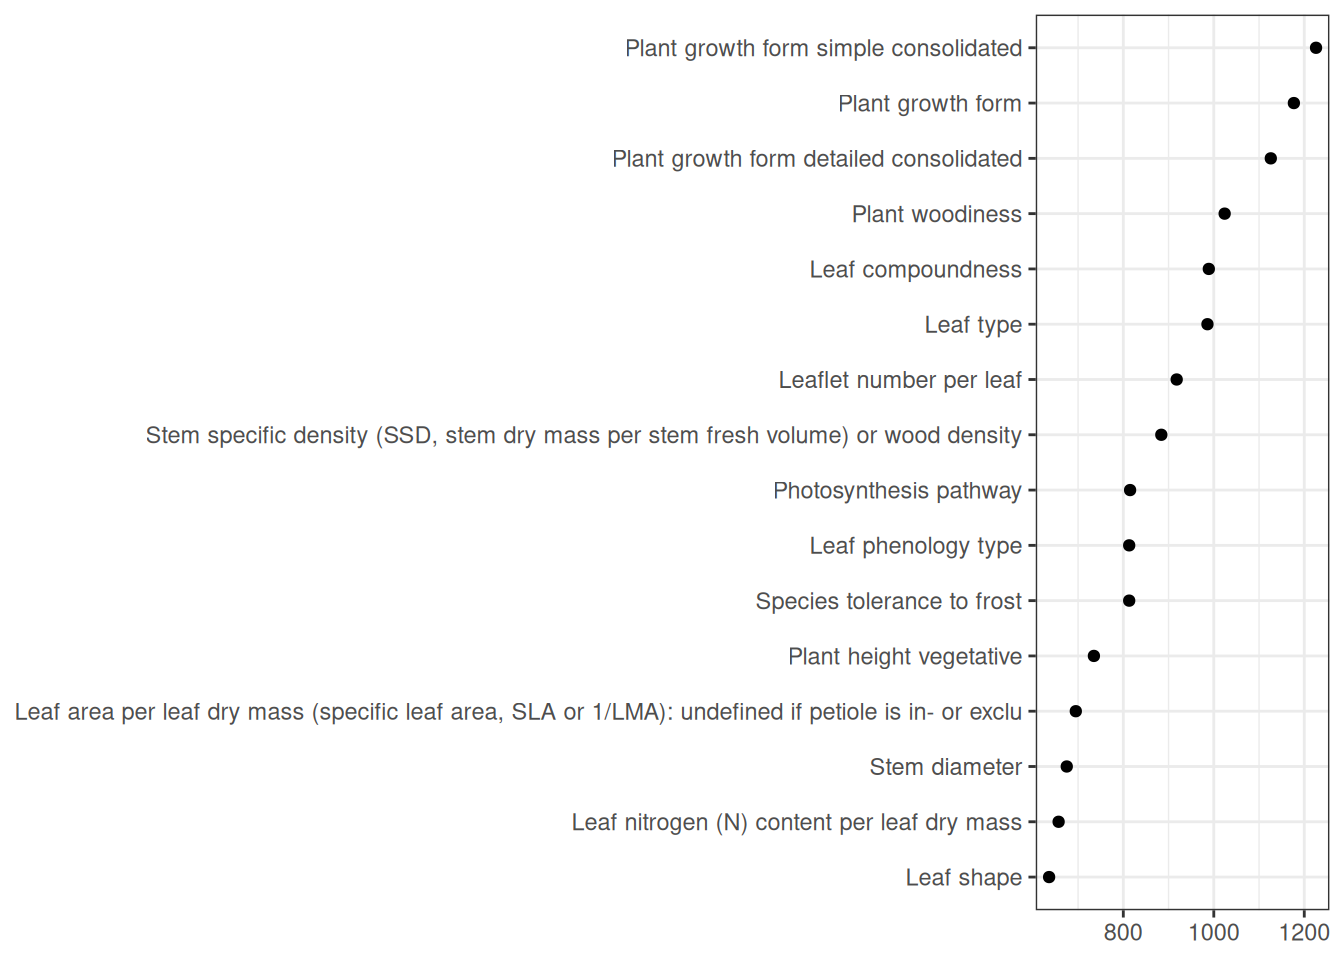 Plant growth form simple consolidated
Plant growth form
Plant growth form detailed consolidated
Plant woodiness
Leaf compoundness
Leaf type
Leaflet number per leaf
Stem specific density (SSD, stem dry mass per stem fresh volume) or wood density
Photosynthesis pathway
Leaf phenology type
Species tolerance to frost
Plant height vegetative
Leaf area per leaf dry mass (specific leaf area, SLA or 1/LMA): undefined if petiole is in- or exclu
Stem diameter
Leaf nitrogen (N) content per leaf dry mass
Leaf shape
800 1000 1200